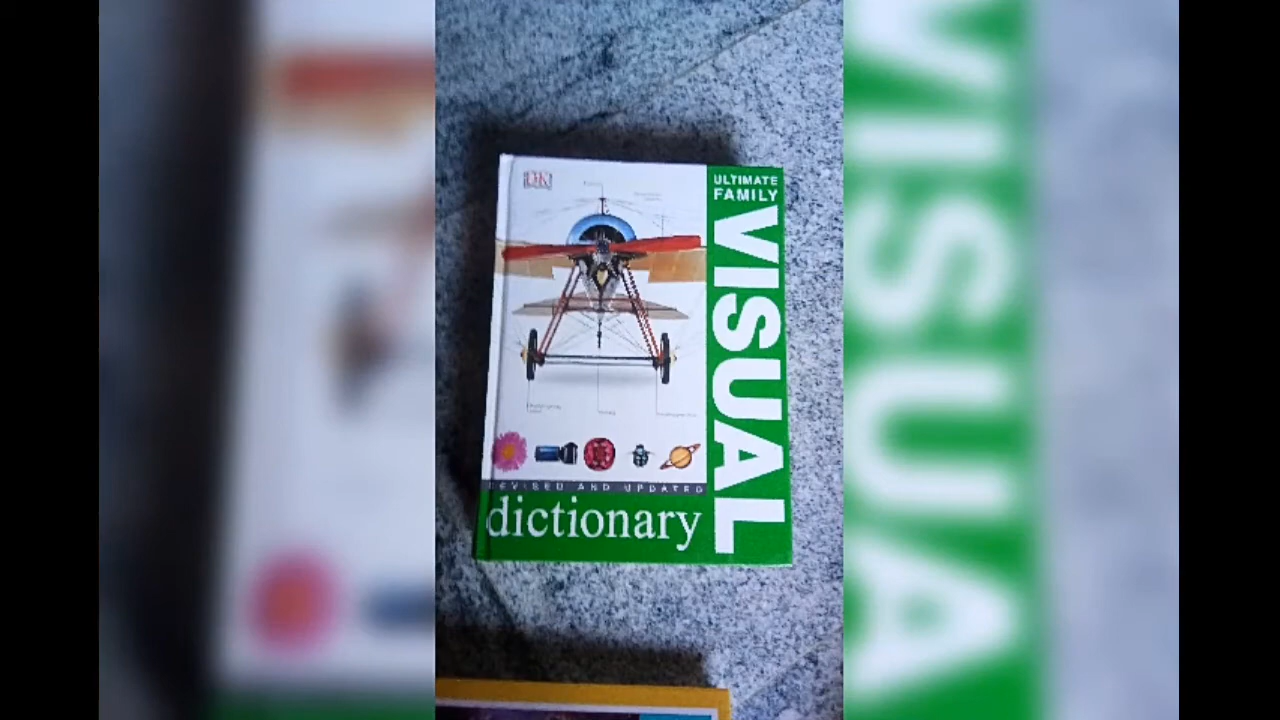 DK
ULTIMATE
FAMILY
VISUAL
REVISED AND UPDATED
dictionary